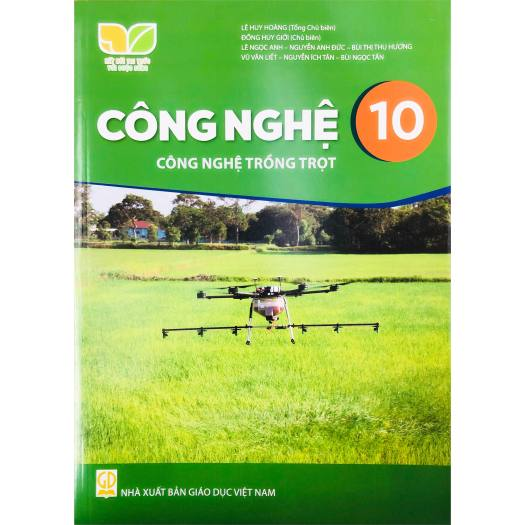 LÊ HUY HOÀNG (Tổng Chủ biên)
ĐỒNG HUY GIỚI (Chủ biên)
LÊ NGỌC ANH – NGUYỄN ANH ĐỨC – BÙI THỊ THU HƯƠNG
VŨ VĂN LIẾT – NGUYỄN ÍCH TÂN – BÙI NGỌC TẤN
KẾT NỐI TRI THỨC
VỚI CUỘC SỐNG
CÔNG NGHỆ 10
CÔNG NGHỆ TRỒNG TRỌT
GD
NHÀ XUẤT BẢN GIÁO DỤC VIỆT NAM